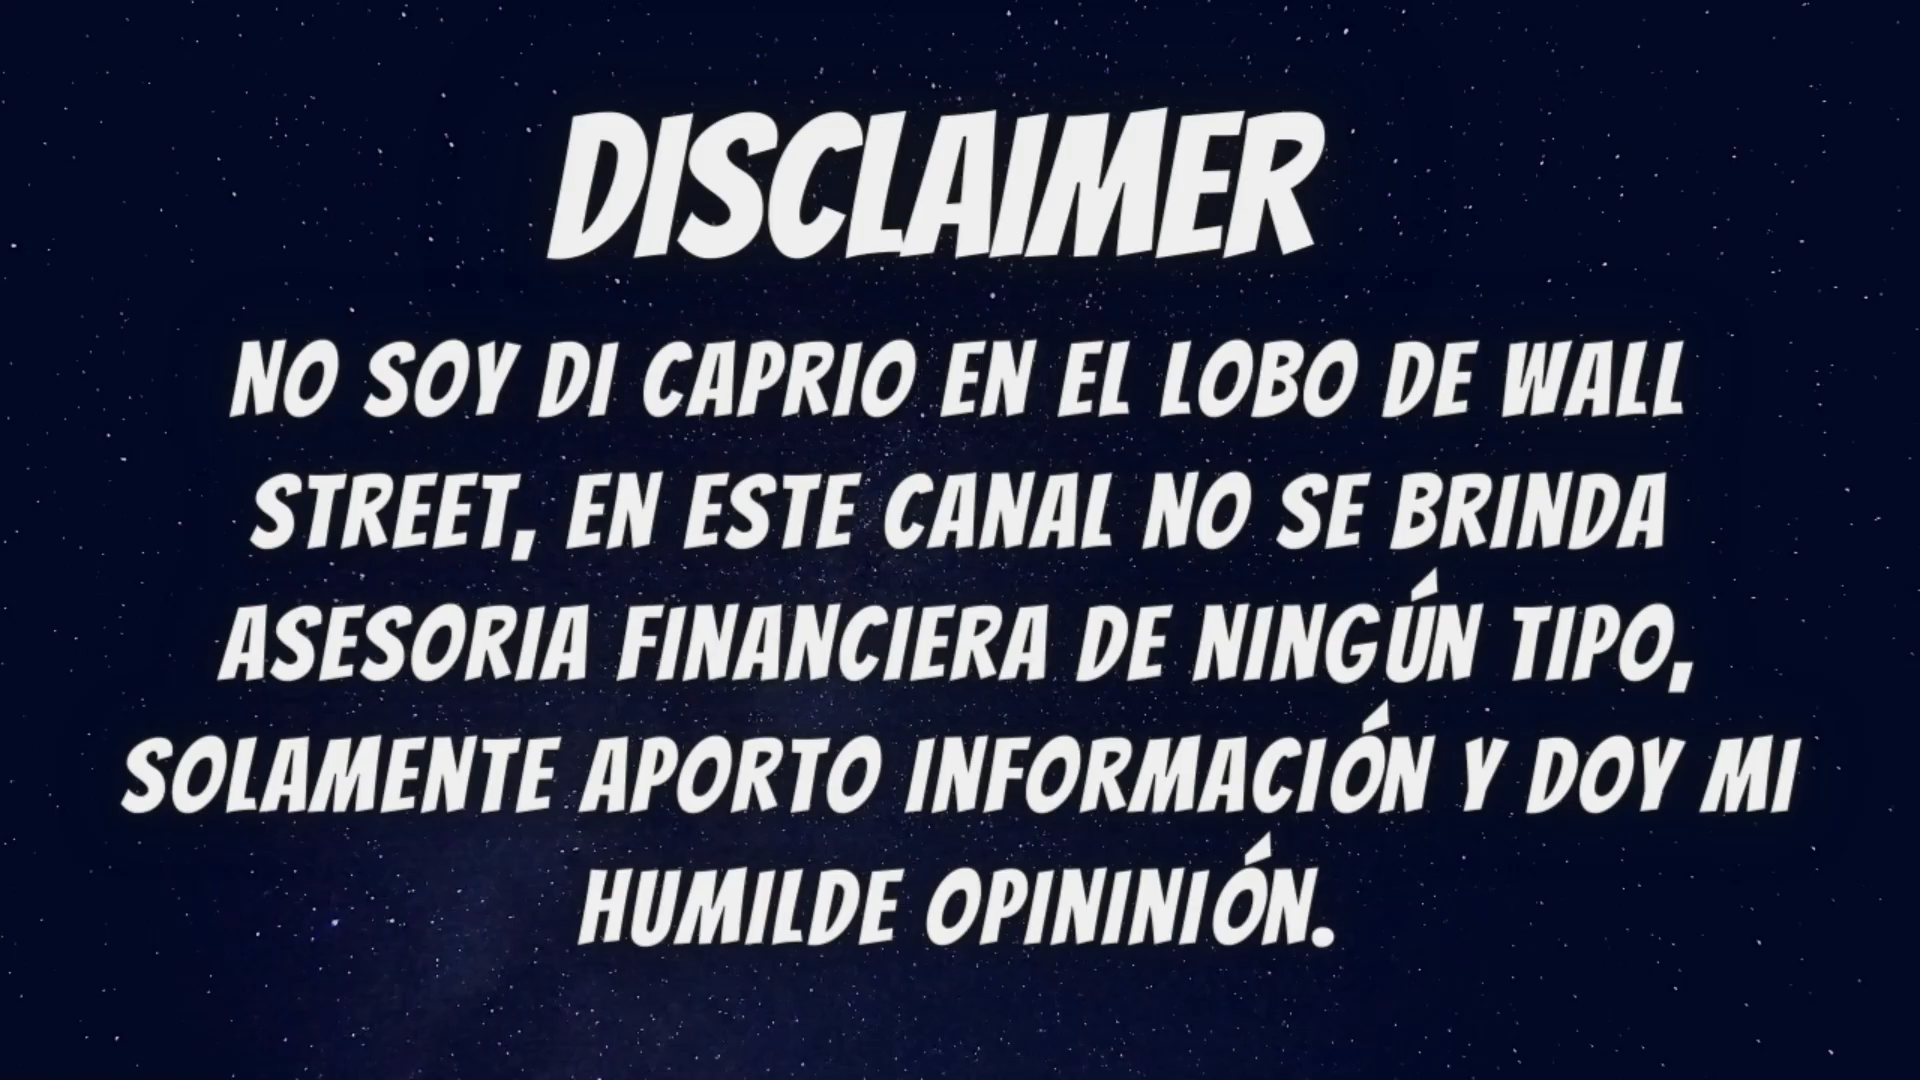 DISCLAIMER
NO SOY DI CAPRIO EN EL LOBO DE WALL
STREET, EN ESTE CANAL NO SE BRINDA
ASESORIA FINANCIERA DE NINGÚN TIPO,
SOLAMENTE APORTO INFORMACIÓN Y DOY MI
HUMILDE OPININIÓN.